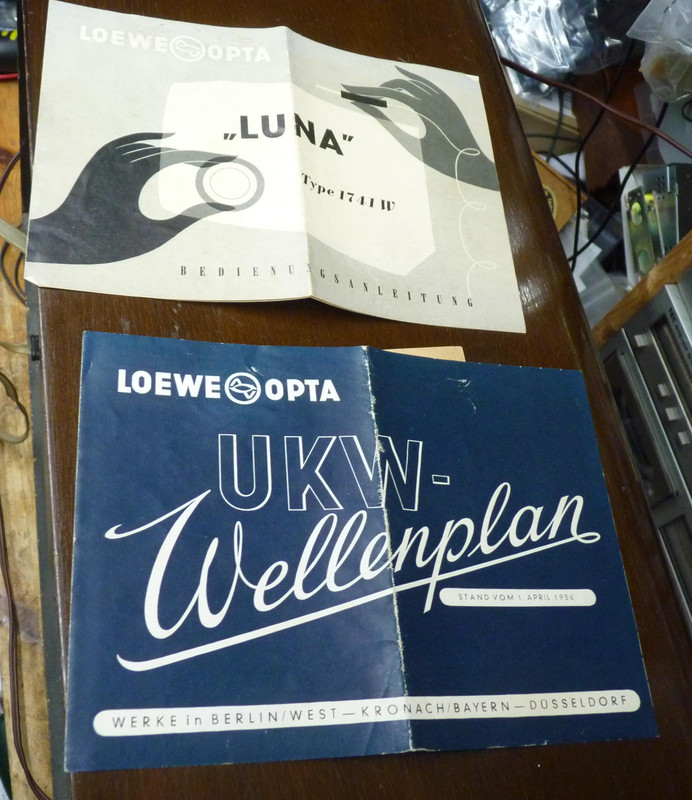 LOEWE OPTA
„LUNA"
Type 1741 W
BEDIENUNGSANLEITUNG
LOEWE OPTA
UKW-
Wellenplan
STAND VOM 1. APRIL 1956
WERKE in BERLIN/WEST — KRONACH/BAYERN — DÜSSELDORF